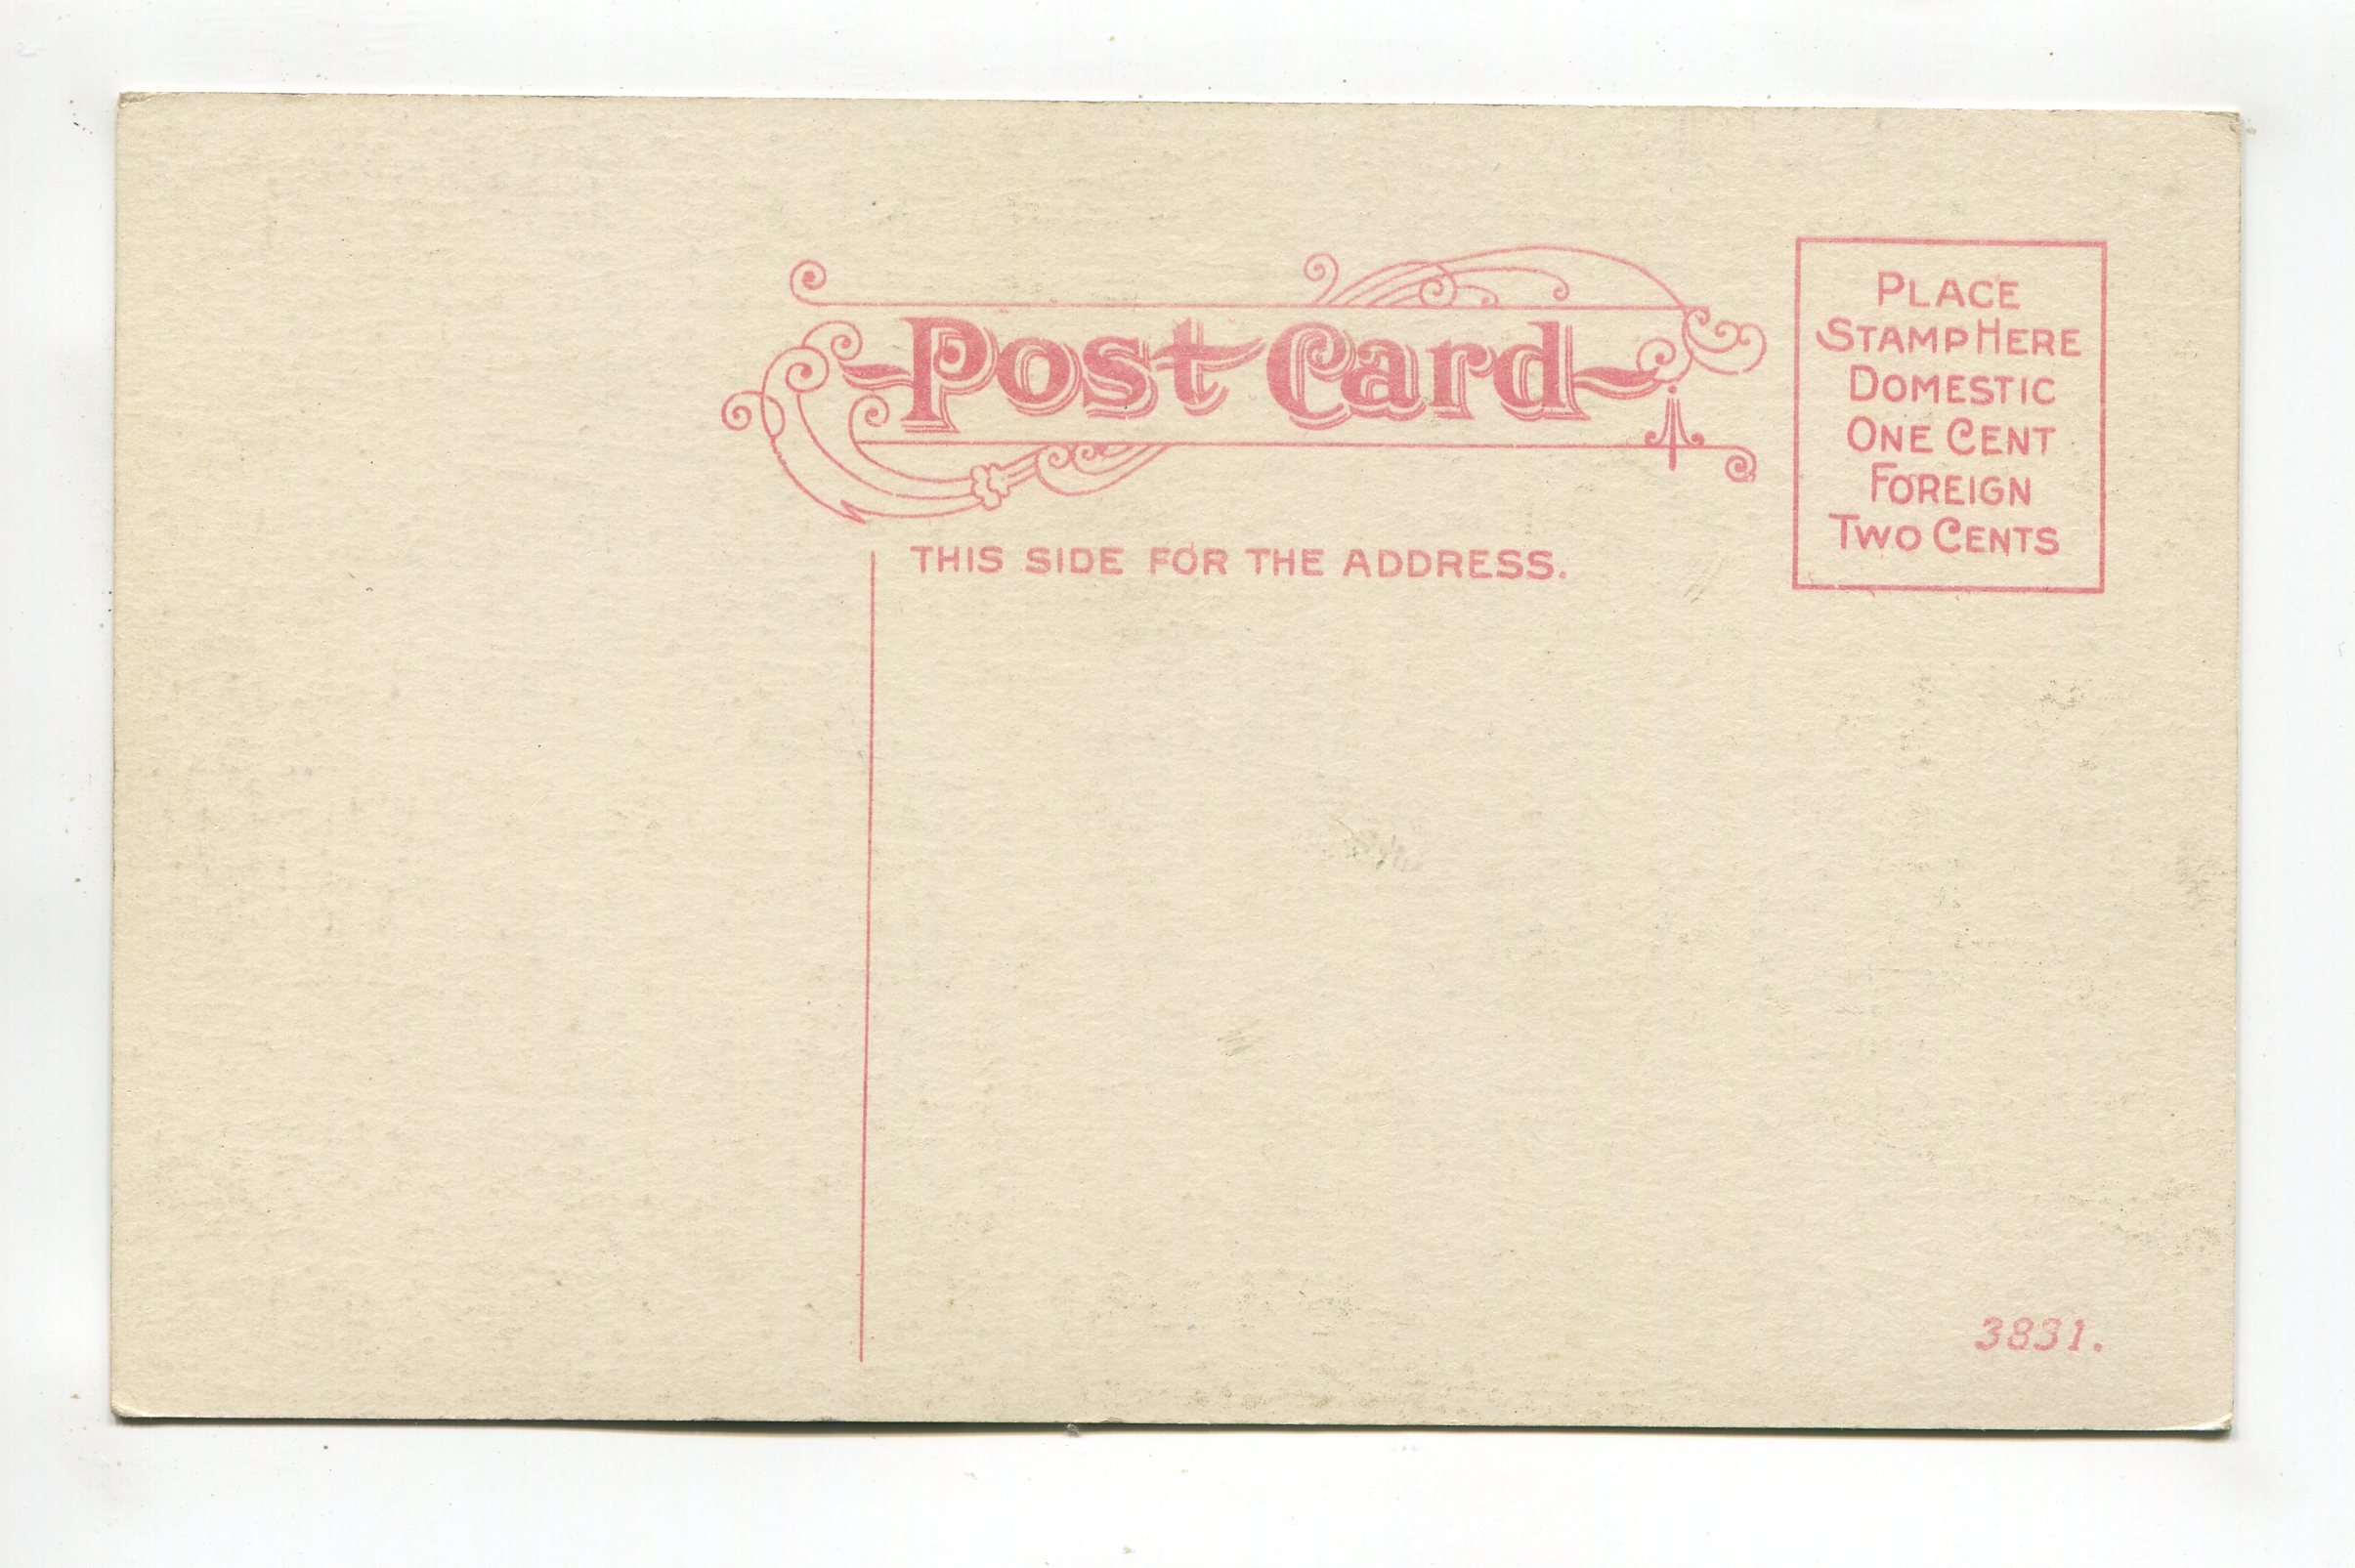 Post Card
PLACE
STAMP HERE
DOMESTIC
ONE CENT
FOREIGN
TWO CENTS
THIS SIDE FOR THE ADDRESS.
3831.